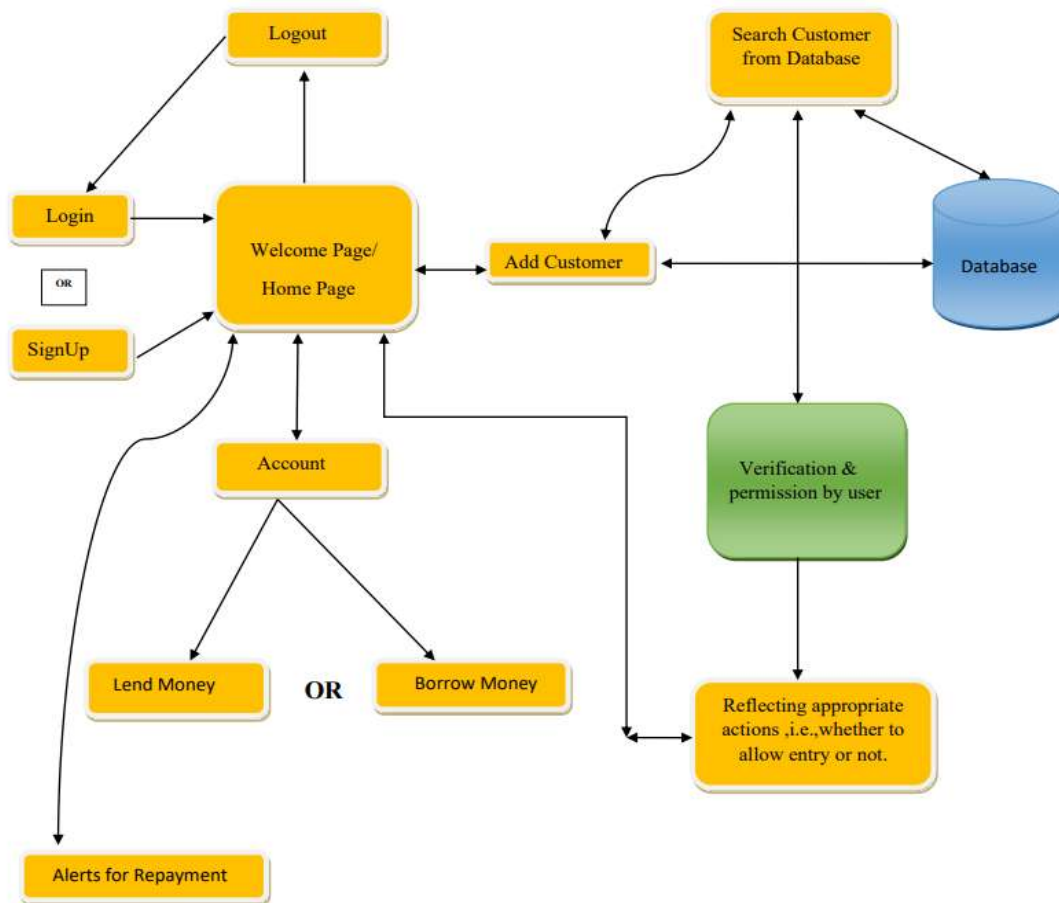 Logout
Search Customer
from Database
Login
Welcome Page/
Home Page
Add Customer
Database
OR
SignUp
Account
Verification &
permission by user
Lend Money
OR
Borrow Money
Reflecting appropriate
actions ,i.e.,whether to
allow entry or not.
Alerts for Repayment